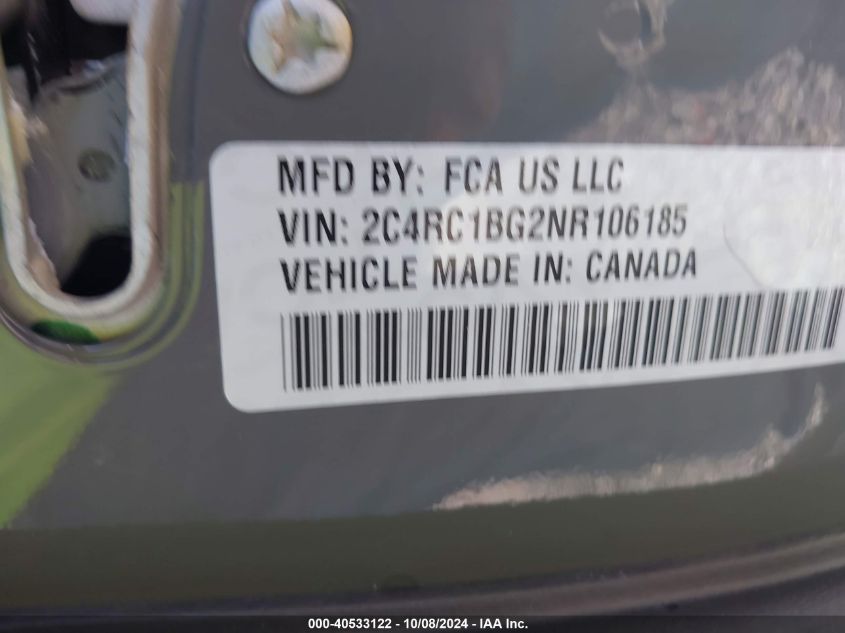 MFD BY: FCA US LLC
VIN: 2C4RC1BG2NR106185
VEHICLE MADE IN: CANADA
000-40533122 - 10/08/2024 - IAA Inc.